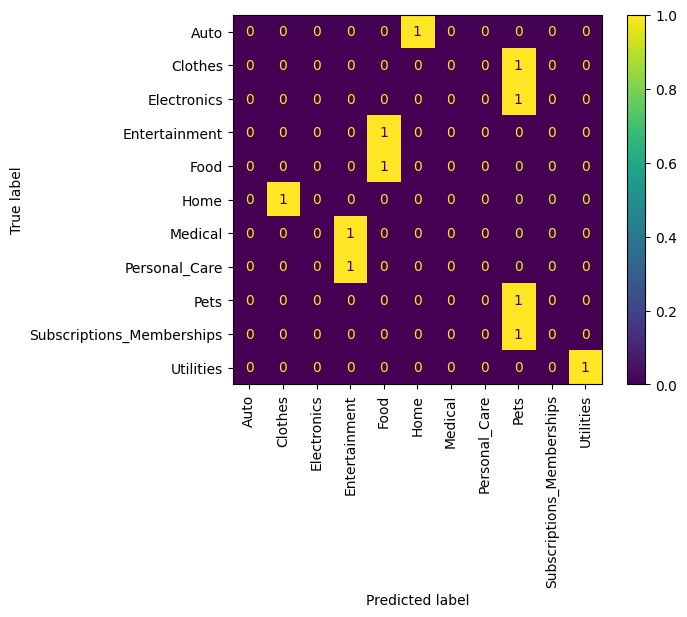 True label
Auto 0 0 0 0 0 1 0 0 0 0 0
Clothes 0 0 0 0 0 0 0 0 1 0 0
Electronics 0 0 0 0 0 0 0 0 1 0 0
Entertainment 0 0 0 0 1 0 0 0 0 0 0
Food 0 0 0 0 1 0 0 0 0 0 0
Home 0 1 0 0 0 0 0 0 0 0 0
Medical 0 0 0 1 0 0 0 0 0 0 0
Personal_Care 0 0 0 1 0 0 0 0 0 0 0
Pets 0 0 0 0 0 0 0 0 1 0 0
Subscriptions_Memberships 0 0 0 0 0 0 0 0 1 0 0
Utilities 0 0 0 0 0 0 0 0 0 0 1
Auto
Clothes
Electronics
Entertainment
Food
Home
Medical
Personal_Care
Pets
Subscriptions_Memberships
Utilities
Predicted label
1.0
0.8
0.6
0.4
0.2
0.0